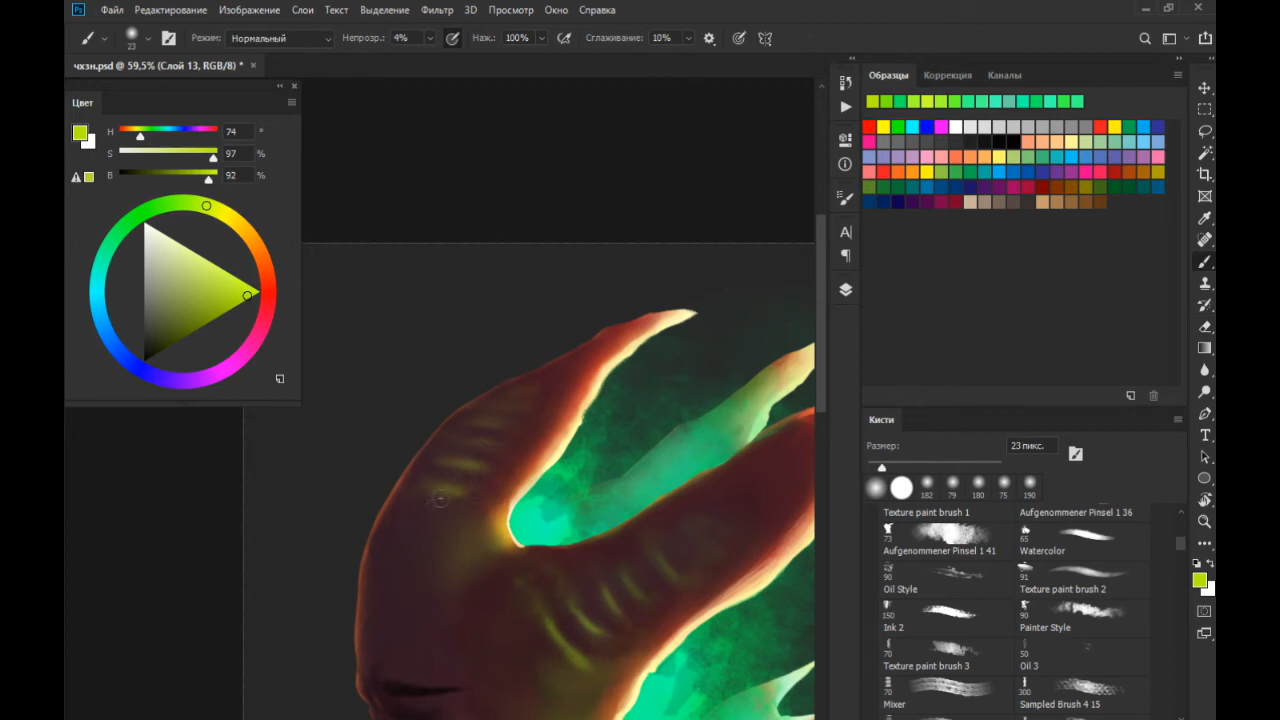 Ps Файл Редактирование Изображение Слои Текст Выделение Фильтр 3D Просмотр Окно Справка
23 Режим: Нормальный Непрозр.: 4% Наж.: 100% Сглаживание: 10%
чхзн.psd @ 59,5% (Слой 13, RGB/8) *
Цвет
H 74 °
S 97 %
B 92 %
Образцы Коррекция Каналы
Кисти
Размер: 23 пикс.
182 79 180 75 190
Texture paint brush 1 Aufgenommener Pinsel 1 36
73 65
Aufgenommener Pinsel 1 41 Watercolor
90 91
Oil Style Texture paint brush 2
150 90
Ink 2 Painter Style
70 50
Texture paint brush 3 Oil 3
70 300
Mixer Sampled Brush 4 15